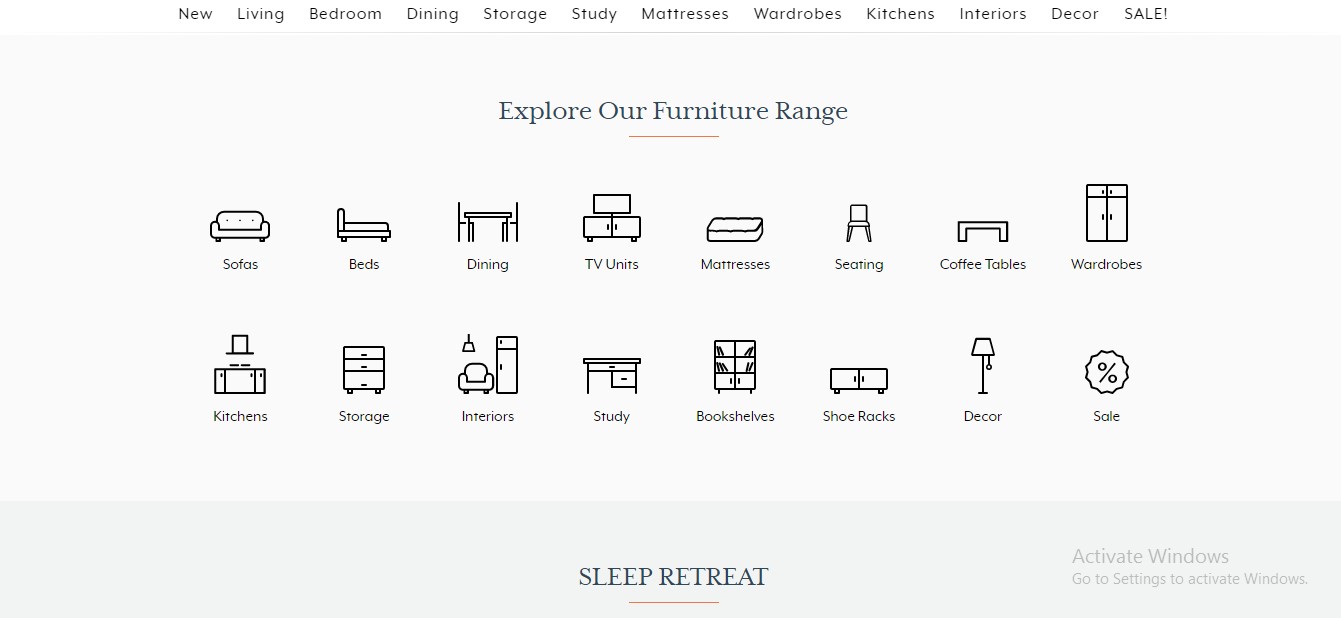 New Living Bedroom Dining Storage Study Mattresses Wardrobes Kitchens Interiors Decor SALE!
Explore Our Furniture Range
Sofas Beds Dining TV Units Mattresses Seating Coffee Tables Wardrobes
%
Kitchens Storage Interiors Study Bookshelves Shoe Racks Decor Sale
SLEEP RETREAT
Activate Windows
Go to Settings to activate Windows.